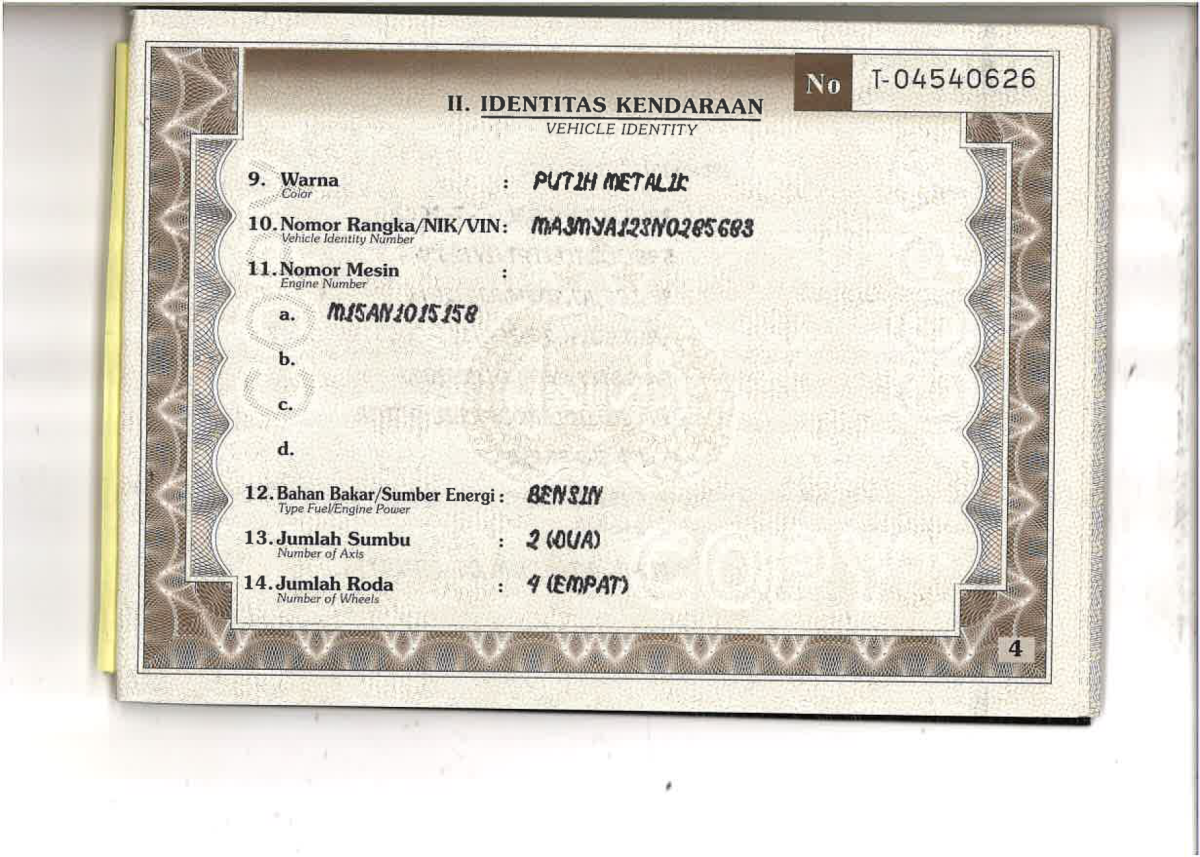 No T-04540626
II. IDENTITAS KENDARAAN
VEHICLE IDENTITY
9. Warna : PUTIH METALIK
Color
10. Nomor Rangka/NIK/VIN : MA3MYA123N0285683
Vehicle Identity Number
11. Nomor Mesin :
Engine Number
a. M15AN1015158
b.
c.
d.
12. Bahan Bakar/Sumber Energi : BENSIN
Type Fuel/Engine Power
13. Jumlah Sumbu : 2 (DUA)
Number of Axis
14. Jumlah Roda : 4 (EMPAT)
Number of Wheels
4